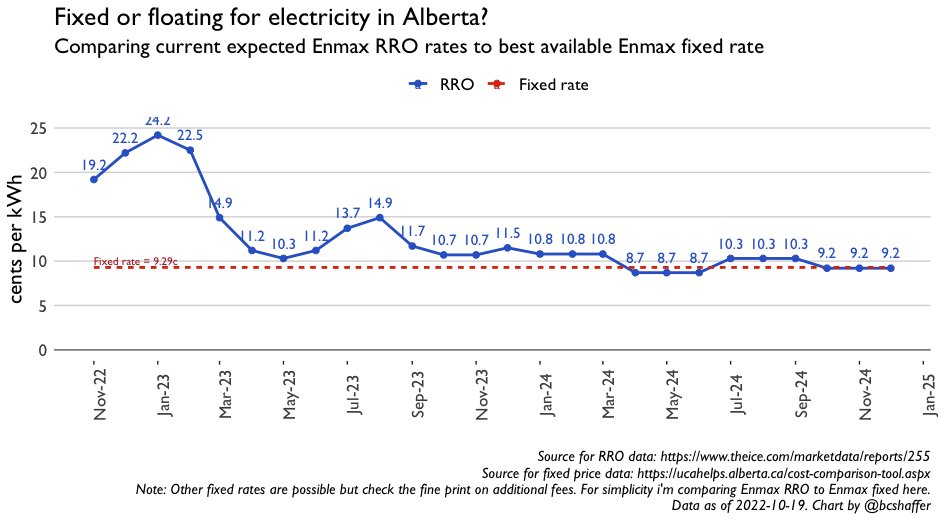 Fixed or floating for electricity in Alberta?
Comparing current expected Enmax RRO rates to best available Enmax fixed rate
RRO Fixed rate
cents per kWh
25
20
15
10
5
0
19.2 22.2 24.2 22.5 14.9 11.2 10.3 11.2 13.7 14.9 11.7 10.7 10.7 11.5 10.8 10.8 10.8 8.7 8.7 8.7 10.3 10.3 10.3 9.2 9.2 9.2
Fixed rate = 9.29c
Nov-22 Jan-23 Mar-23 May-23 Jul-23 Sep-23 Nov-23 Jan-24 Mar-24 May-24 Jul-24 Sep-24 Nov-24 Jan-25
Source for RRO data: https://www.theice.com/marketdata/reports/255
Source for fixed price data: https://ucahelps.alberta.ca/cost-comparison-tool.aspx
Note: Other fixed rates are possible but check the fine print on additional fees. For simplicity i'm comparing Enmax RRO to Enmax fixed here.
Data as of 2022-10-19. Chart by @bcshaffer